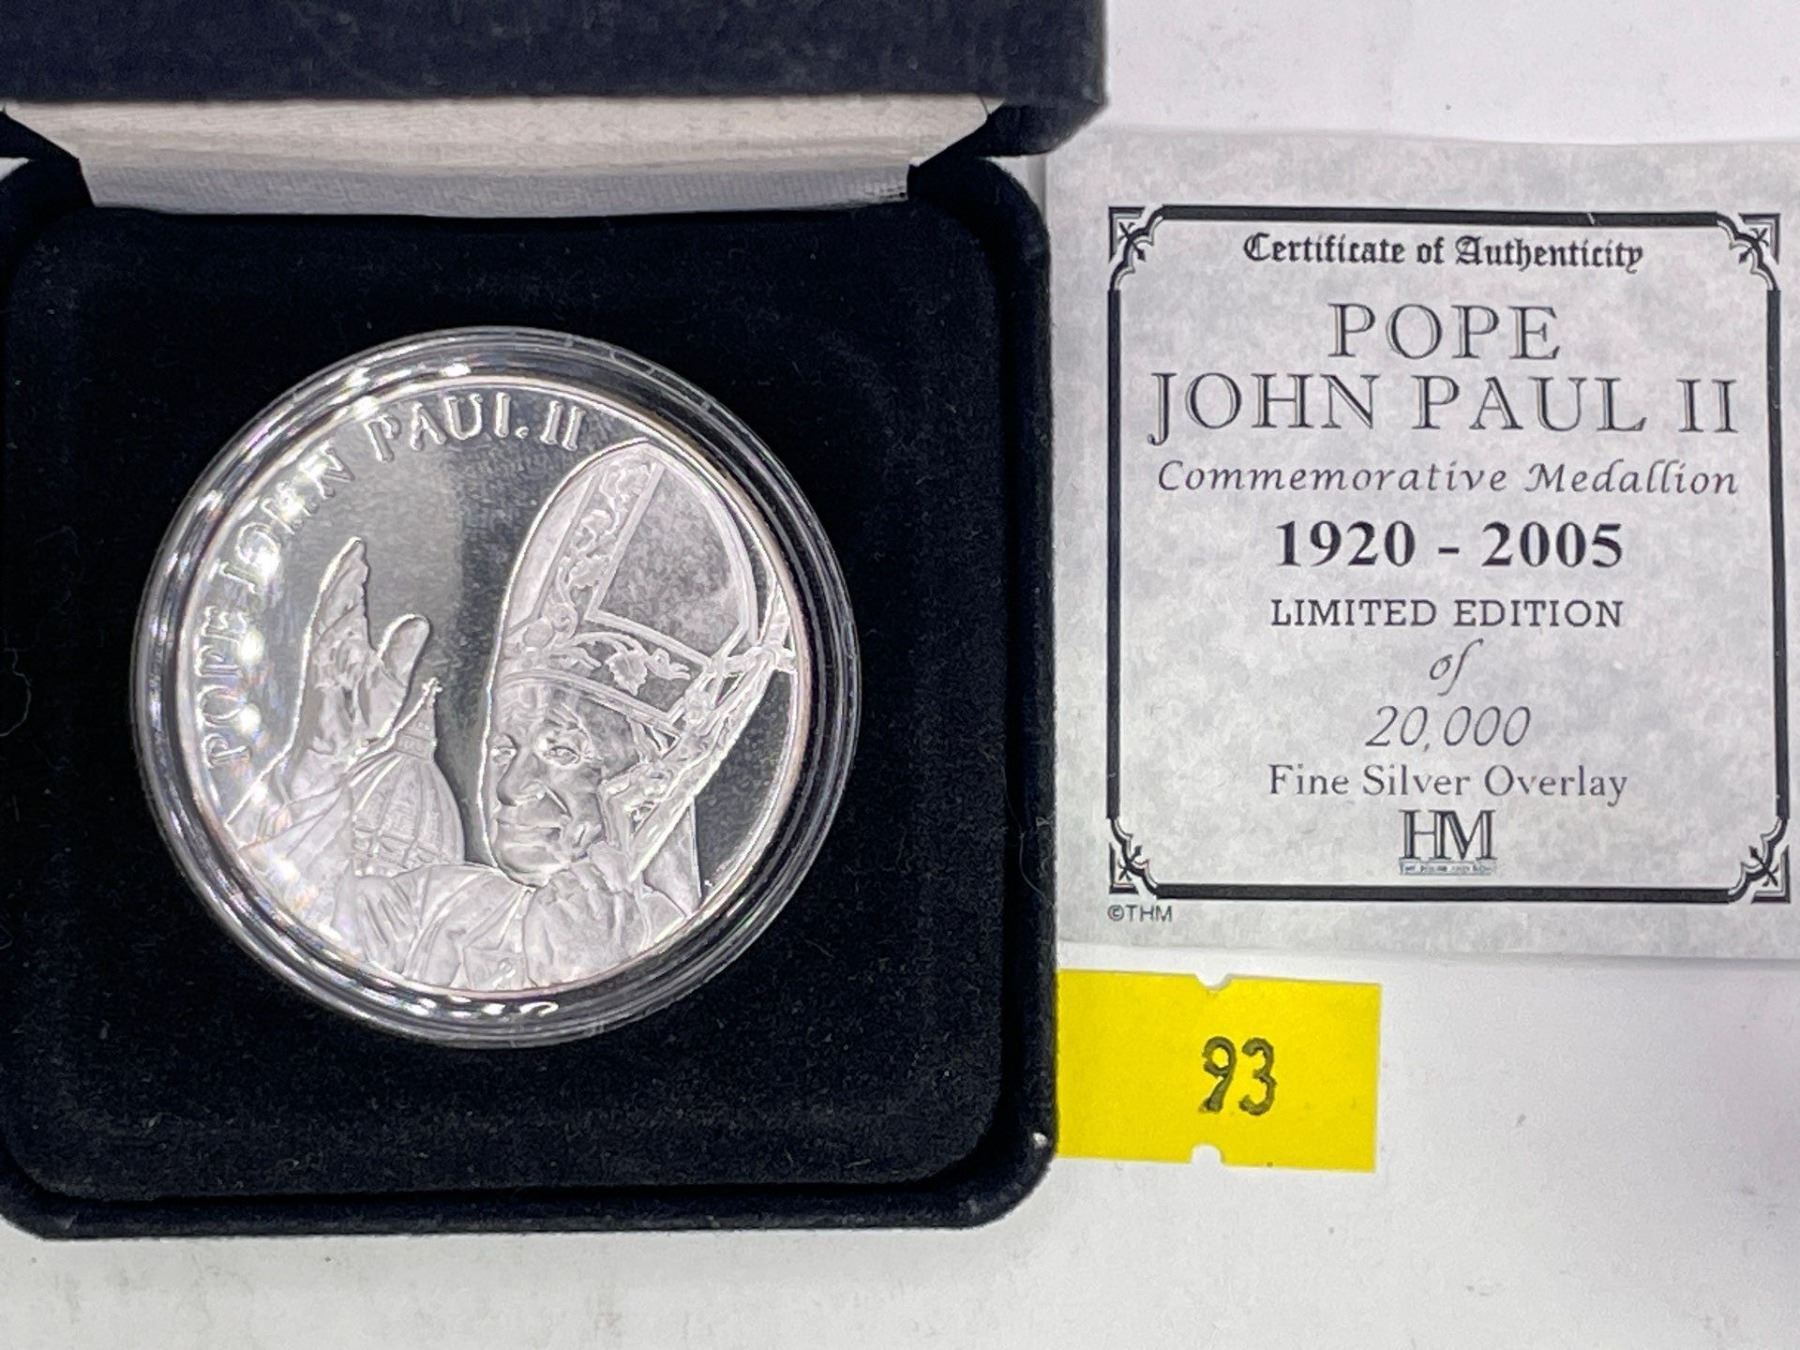 POPE JOHN PAUL II
Certificate of Authenticity
POPE
JOHN PAUL II
Commemorative Medallion
1920 - 2005
LIMITED EDITION
of
20,000
Fine Silver Overlay
HM
©THM
93